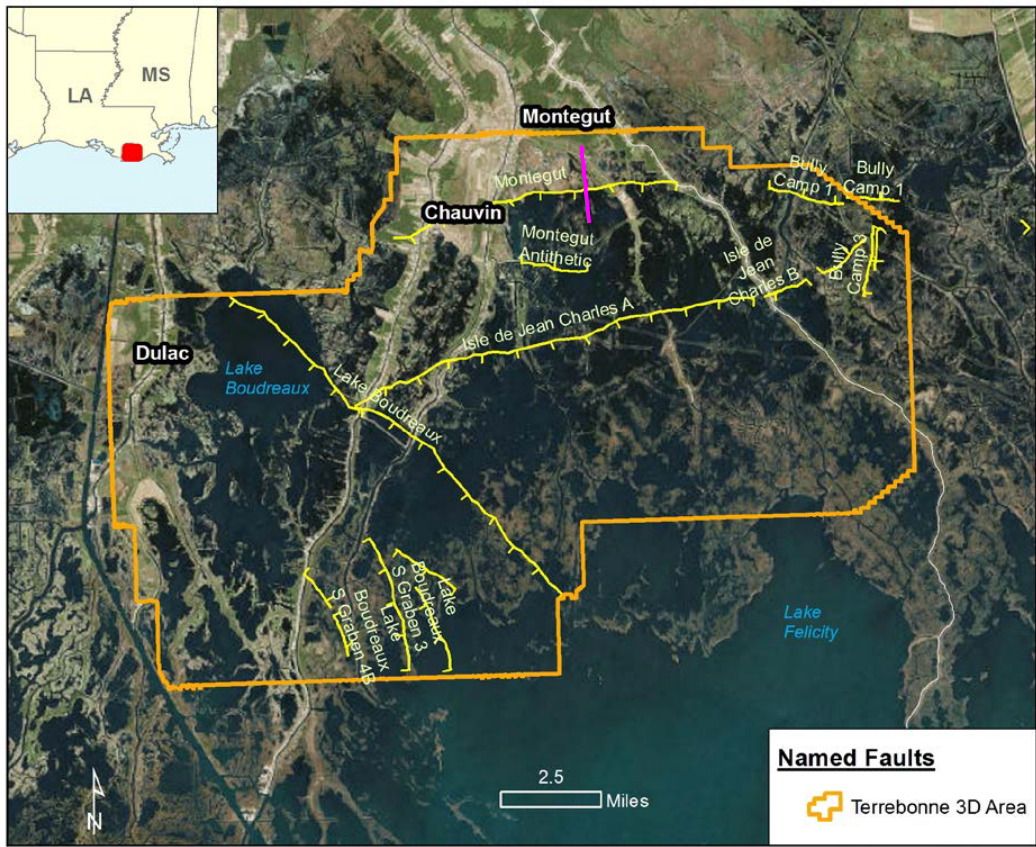 MS
LA
Montegut
Montegut
Bully
Camp 1
Bully
Camp 1
Chauvin
Montegut
Antithetic
Isle de
Jean
Charles B
Bully
Camp 3
Isle de Jean Charles A
Dulac
Lake
Boudreaux
Lake Boudreaux
Lake
Boudreaux
S Graben 3
Lake
Boudreaux
S Graben 4B
Lake
Felicity
N
2.5
Miles
Named Faults
Terrebonne 3D Area